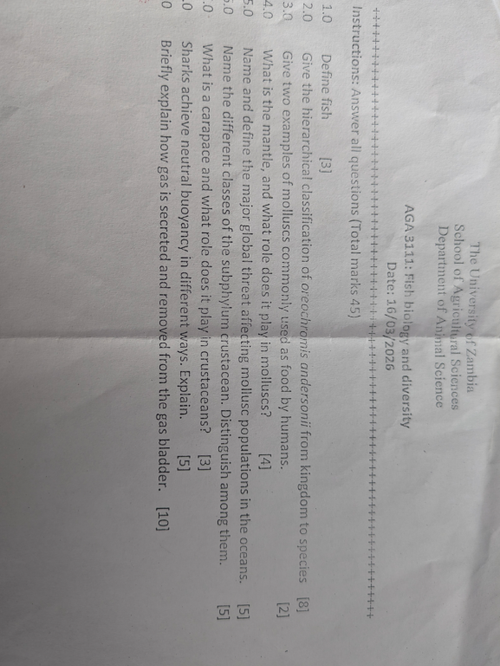 The University of Zambia
School of Agricultural Sciences
Department of Animal Science
AGA 3111: Fish biology and diversity
Date: 16/03/2026
Instructions: Answer all questions (Total marks 45)
1.0 Define fish [3]
2.0 Give the hierarchical classification of oreochromis andersonii from kingdom to species [8]
3.0 Give two examples of molluscs commonly used as food by humans. [2]
4.0 What is the mantle, and what role does it play in molluscs? [4]
5.0 Name and define the major global threat affecting mollusc populations in the oceans. [5]
.0 Name the different classes of the subphylum crustacean. Distinguish among them. [5]
.0 What is a carapace and what role does it play in crustaceans? [3]
.0 Sharks achieve neutral buoyancy in different ways. Explain. [5]
0 Briefly explain how gas is secreted and removed from the gas bladder. [10]